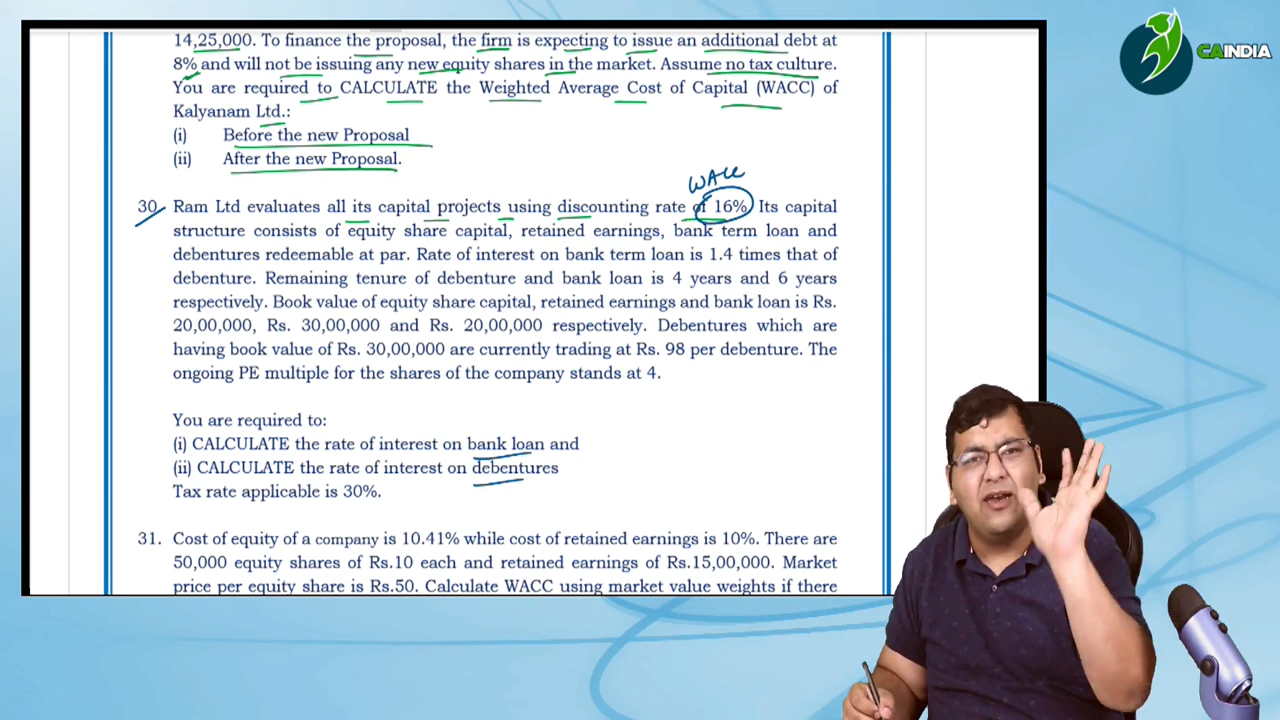 14,25,000. To finance the proposal, the firm is expecting to issue an additional debt at
8% and will not be issuing any new equity shares in the market. Assume no tax culture.
You are required to CALCULATE the Weighted Average Cost of Capital (WACC) of
Kalyanam Ltd.:
(i) Before the new Proposal
(ii) After the new Proposal.
WACC
30. Ram Ltd evaluates all its capital projects using discounting rate of 16%. Its capital
structure consists of equity share capital, retained earnings, bank term loan and
debentures redeemable at par. Rate of interest on bank term loan is 1.4 times that of
debenture. Remaining tenure of debenture and bank loan is 4 years and 6 years
respectively. Book value of equity share capital, retained earnings and bank loan is Rs.
20,00,000, Rs. 30,00,000 and Rs. 20,00,000 respectively. Debentures which are
having book value of Rs. 30,00,000 are currently trading at Rs. 98 per debenture. The
ongoing PE multiple for the shares of the company stands at 4.
You are required to:
(i) CALCULATE the rate of interest on bank loan and
(ii) CALCULATE the rate of interest on debentures
Tax rate applicable is 30%.
31. Cost of equity of a company is 10.41% while cost of retained earnings is 10%. There are
50,000 equity shares of Rs.10 each and retained earnings of Rs.15,00,000. Market
price per equity share is Rs.50. Calculate WACC using market value weights if there
CAINDIA